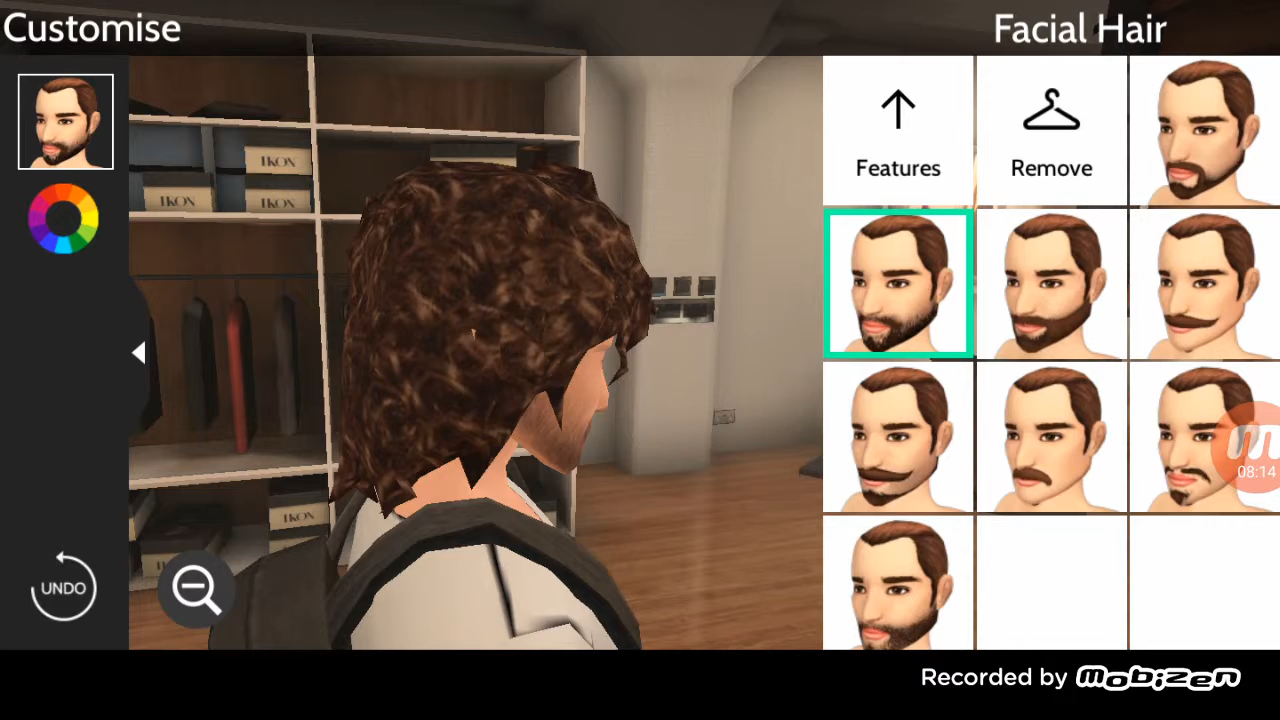 Customise
Facial Hair
Features
Remove
IKON
IKON
IKON
IKON
UNDO
08:14
Recorded by mobizen